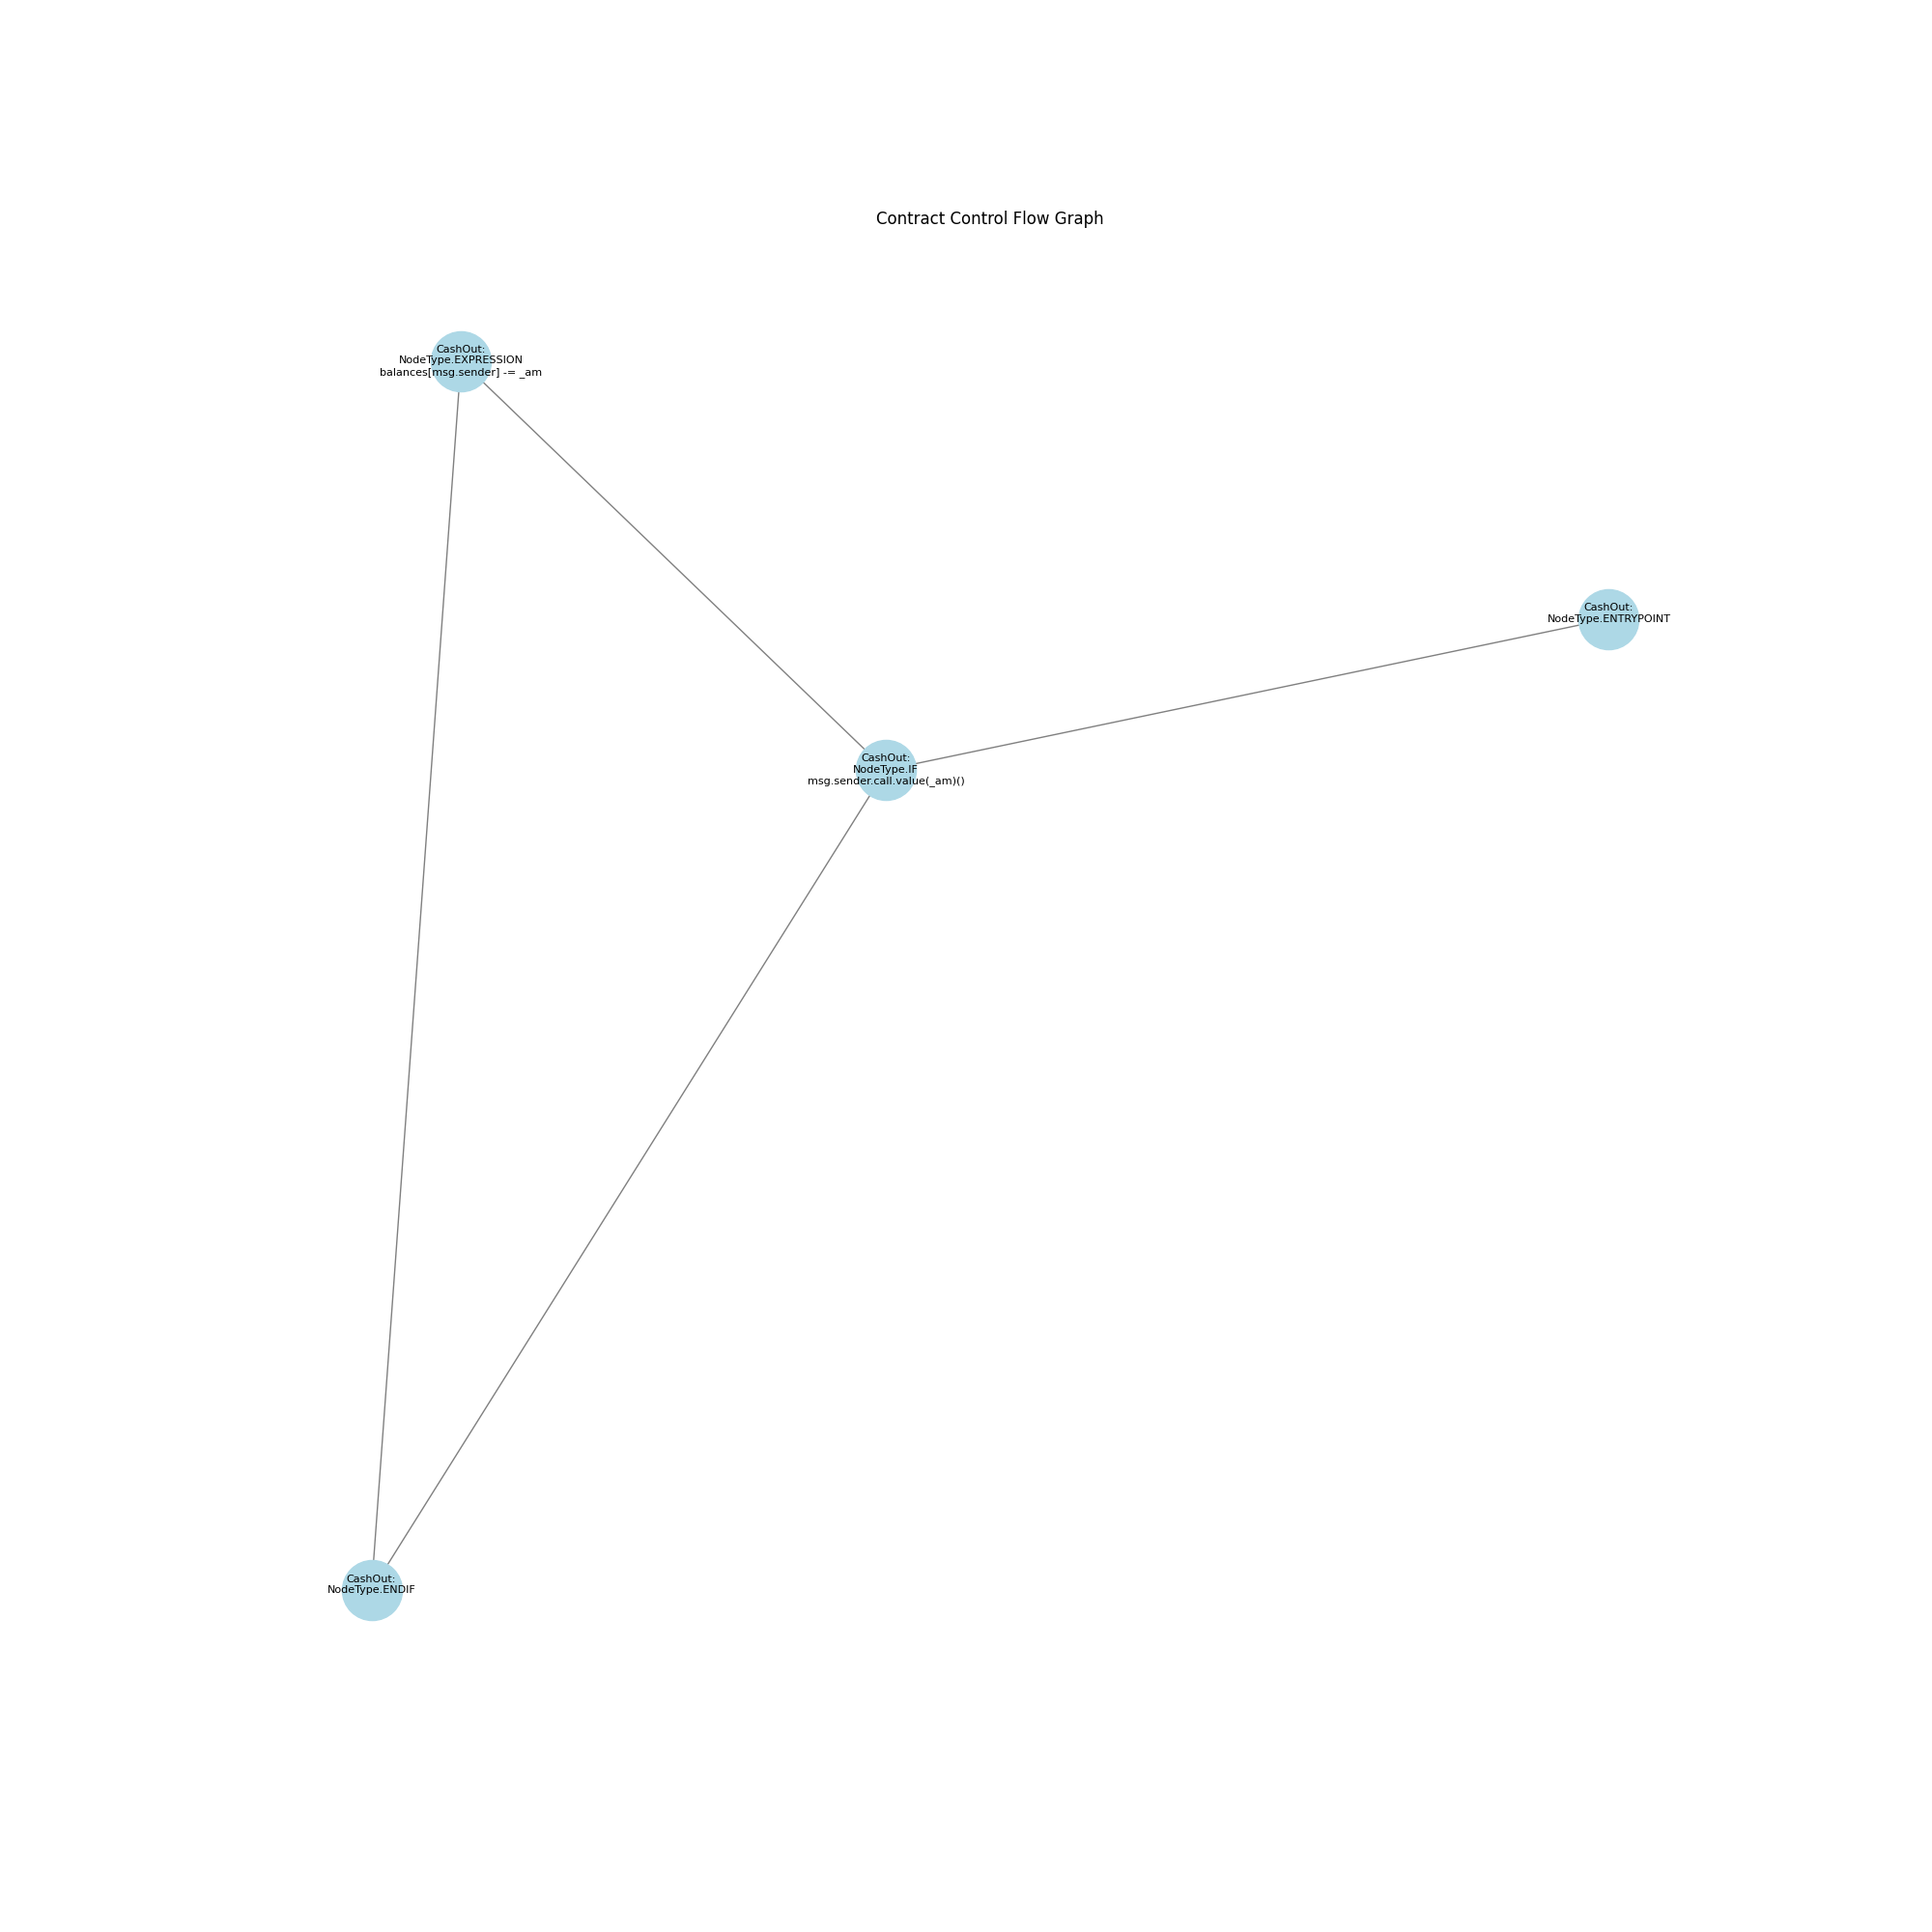 Contract Control Flow Graph
CashOut:
NodeType.EXPRESSION
balances[msg.sender] -= _am
CashOut:
NodeType.ENTRYPOINT
CashOut:
NodeType.IF
msg.sender.call.value(_am)()
CashOut:
NodeType.ENDIF